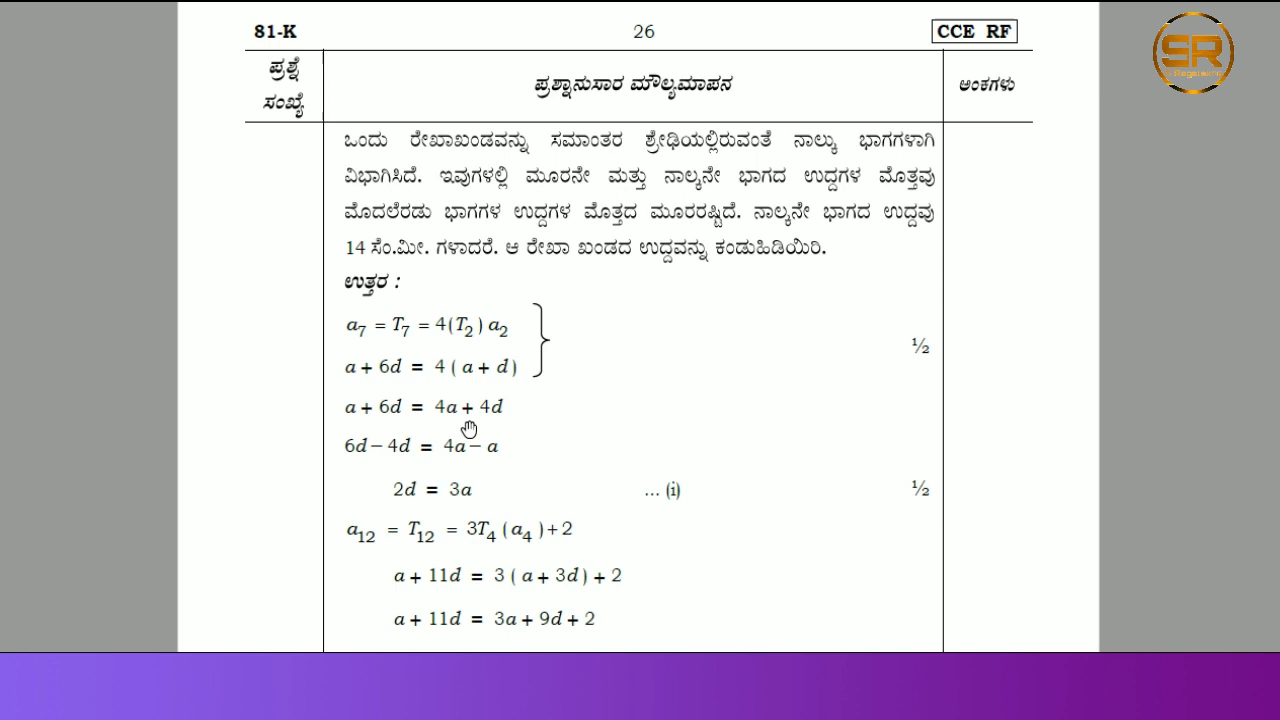 81-K 26 CCE RF
SR
ಪ್ರಶ್ನೆ ಸಂಖ್ಯೆ ಪ್ರಶ್ನಾನುಸಾರ ಮೌಲ್ಯಮಾಪನ ಅಂಕಗಳು
ಒಂದು ರೇಖಾಖಂಡವನ್ನು ಸಮಾಂತರ ಶ್ರೇಢಿಯಲ್ಲಿರುವಂತೆ ನಾಲ್ಕು ಭಾಗಗಳಾಗಿ
ವಿಭಾಗಿಸಿದೆ. ಇವುಗಳಲ್ಲಿ ಮೂರನೇ ಮತ್ತು ನಾಲ್ಕನೇ ಭಾಗದ ಉದ್ದಗಳ ಮೊತ್ತವು
ಮೊದಲೆರಡು ಭಾಗಗಳ ಉದ್ದಗಳ ಮೊತ್ತದ ಮೂರರಷ್ಟಿದೆ. ನಾಲ್ಕನೇ ಭಾಗದ ಉದ್ದವು
14 ಸೆಂ.ಮೀ. ಗಳಾದರೆ. ಆ ರೇಖಾ ಖಂಡದ ಉದ್ದವನ್ನು ಕಂಡುಹಿಡಿಯಿರಿ.
ಉತ್ತರ :
a₇ = T₇ = 4(T₂) a₂
½
a + 6d = 4 ( a + d)
a + 6d = 4a + 4d
6d – 4d = 4a – a
2d = 3a ... (i) ½
a₁₂ = T₁₂ = 3T₄ ( a₄ ) + 2
a + 11d = 3 ( a + 3d ) + 2
a + 11d = 3a + 9d + 2